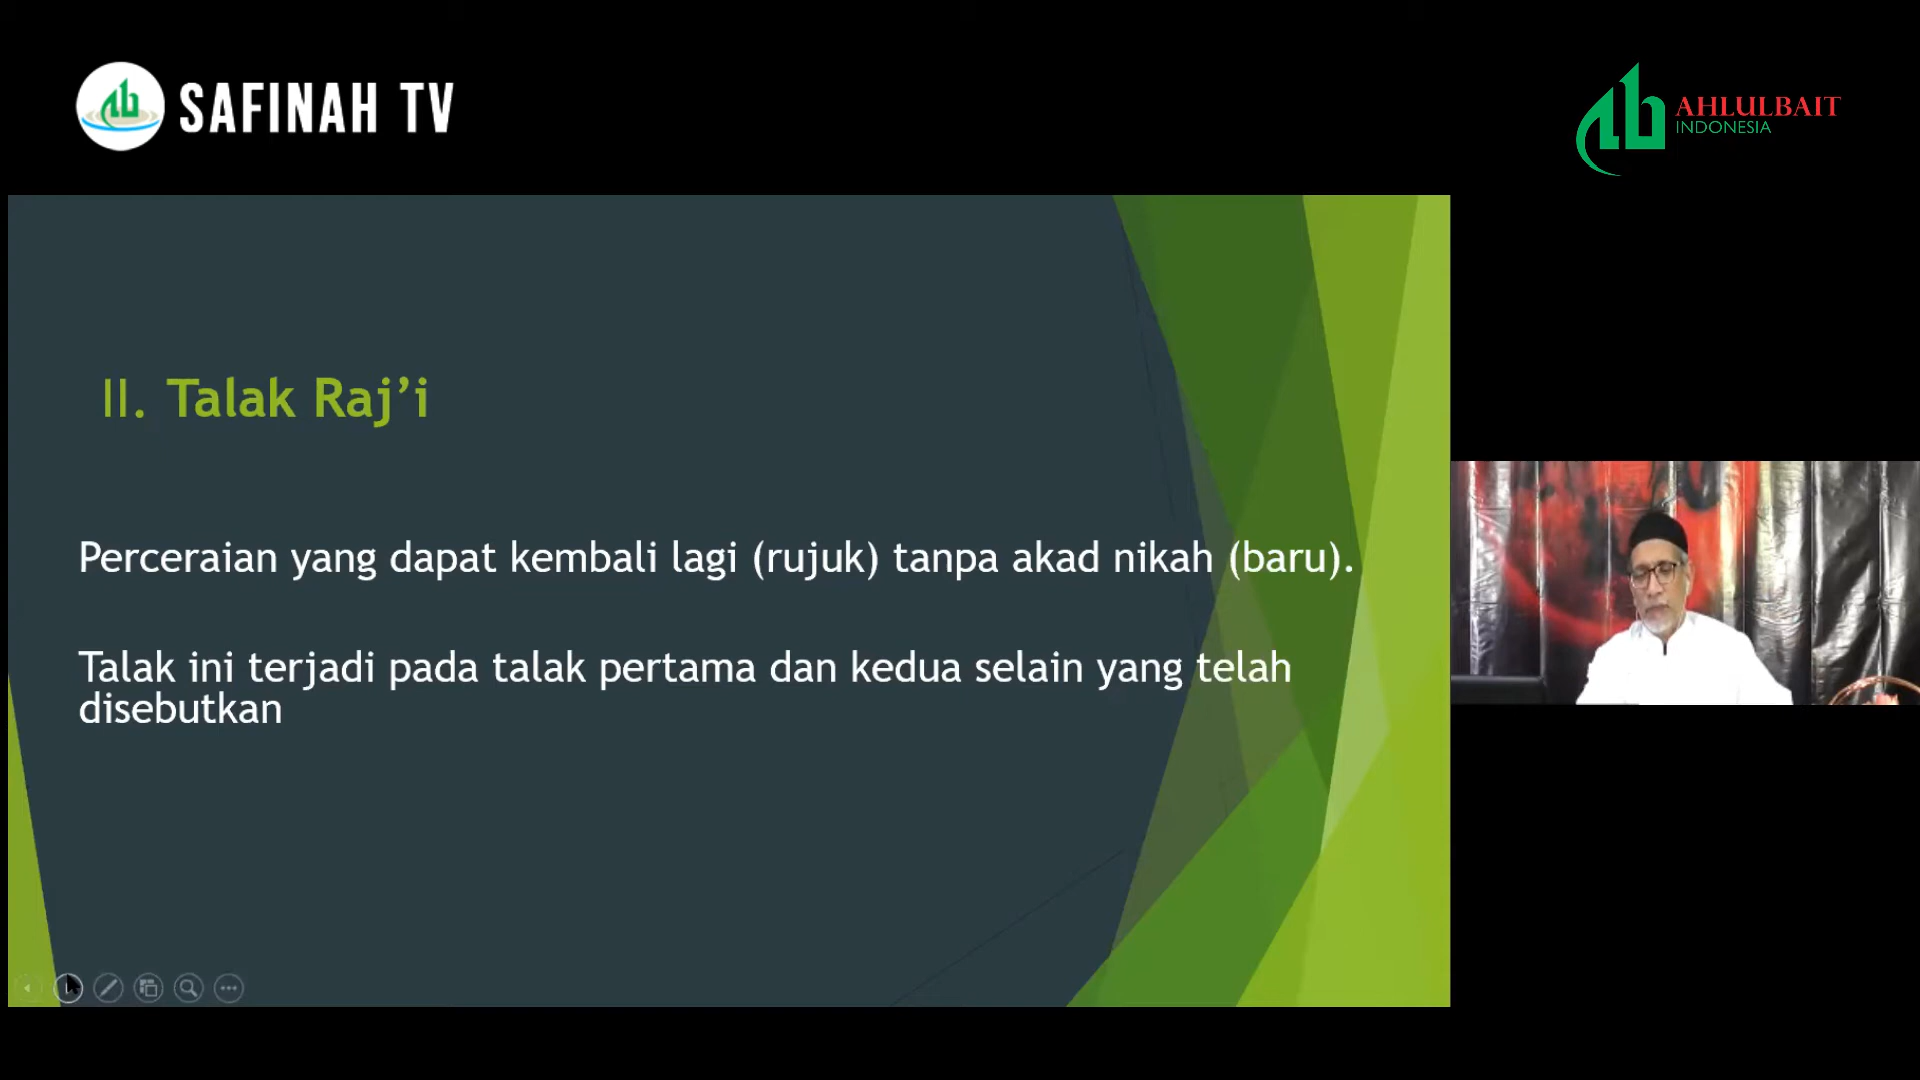 SAFINAH TV
AHLULBAIT
INDONESIA
II. Talak Raj’i
Perceraian yang dapat kembali lagi (rujuk) tanpa akad nikah (baru).
Talak ini terjadi pada talak pertama dan kedua selain yang telah
disebutkan